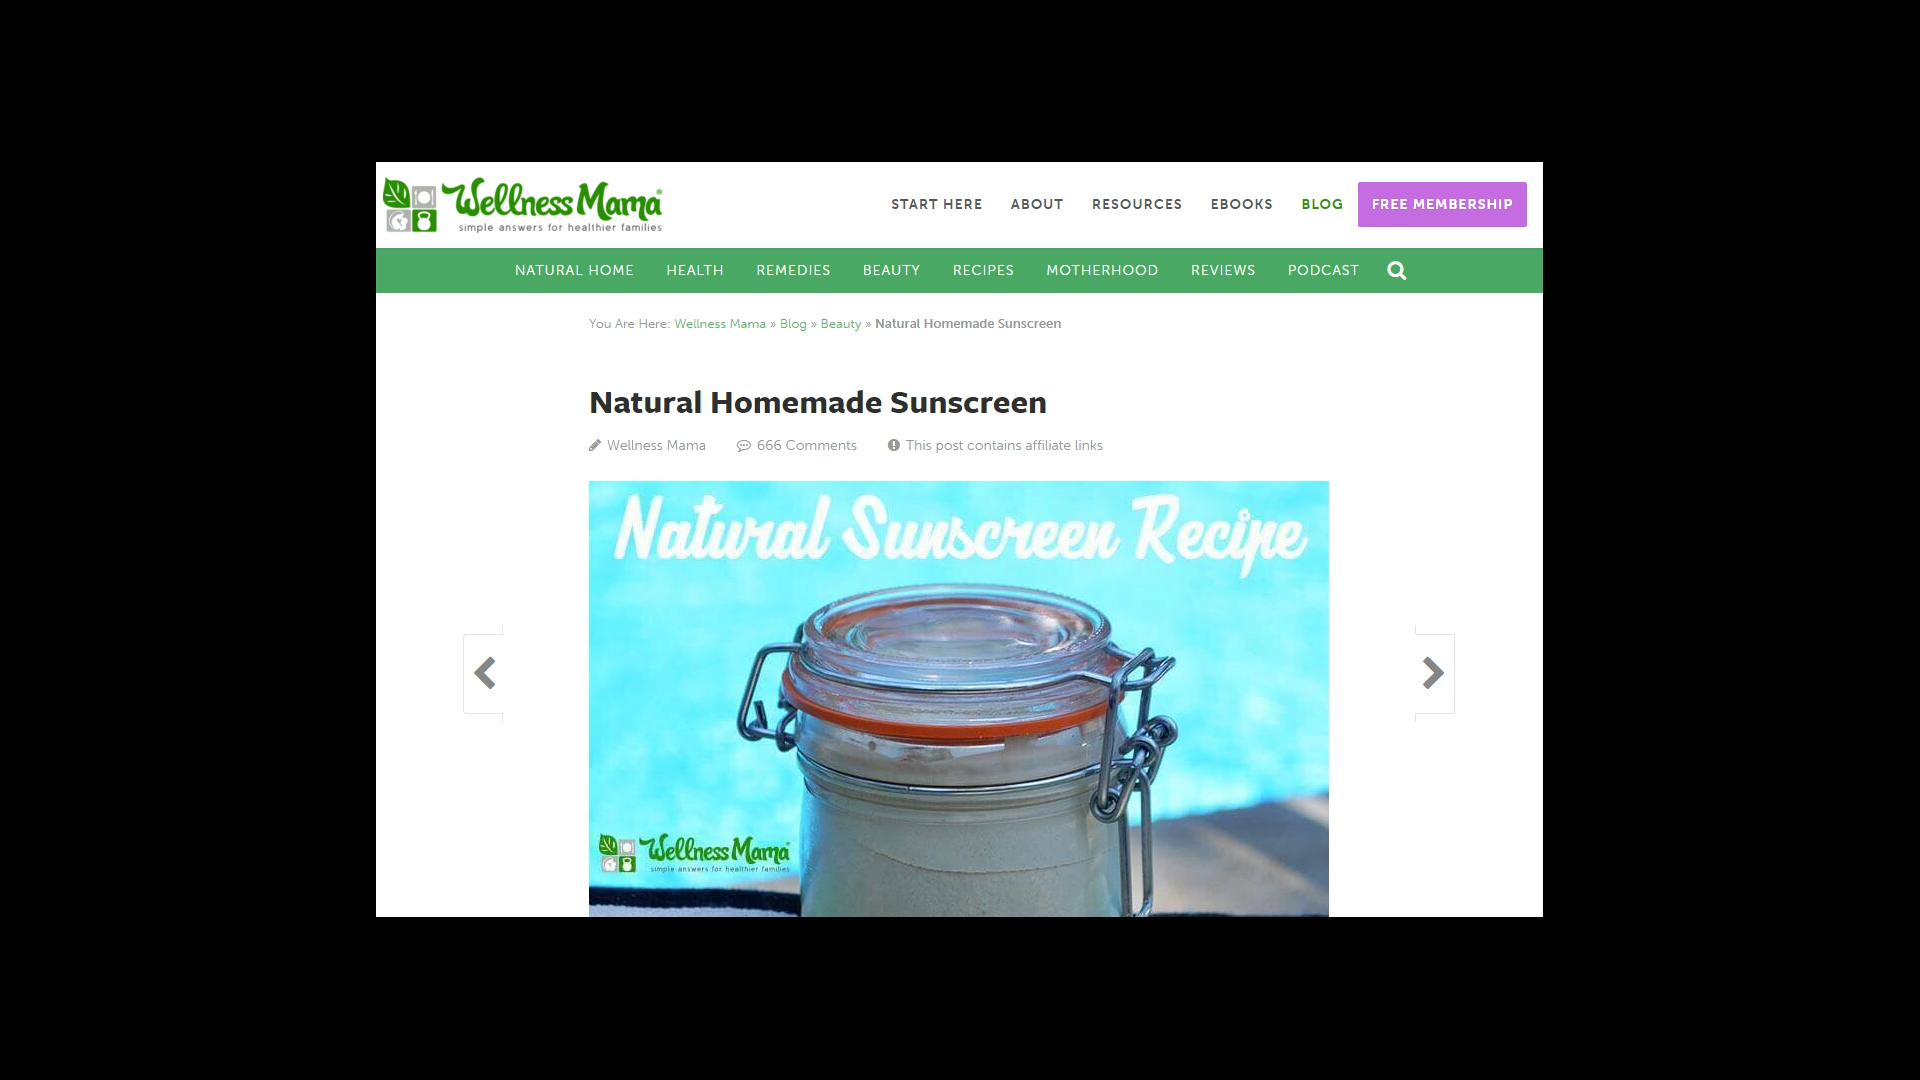 Wellness Mama®
simple answers for healthier families
START HERE ABOUT RESOURCES EBOOKS BLOG FREE MEMBERSHIP
NATURAL HOME HEALTH REMEDIES BEAUTY RECIPES MOTHERHOOD REVIEWS PODCAST
You Are Here: Wellness Mama » Blog » Beauty » Natural Homemade Sunscreen
Natural Homemade Sunscreen
Wellness Mama 666 Comments This post contains affiliate links
Natural Sunscreen Recipe
Wellness Mama
simple answers for healthier families